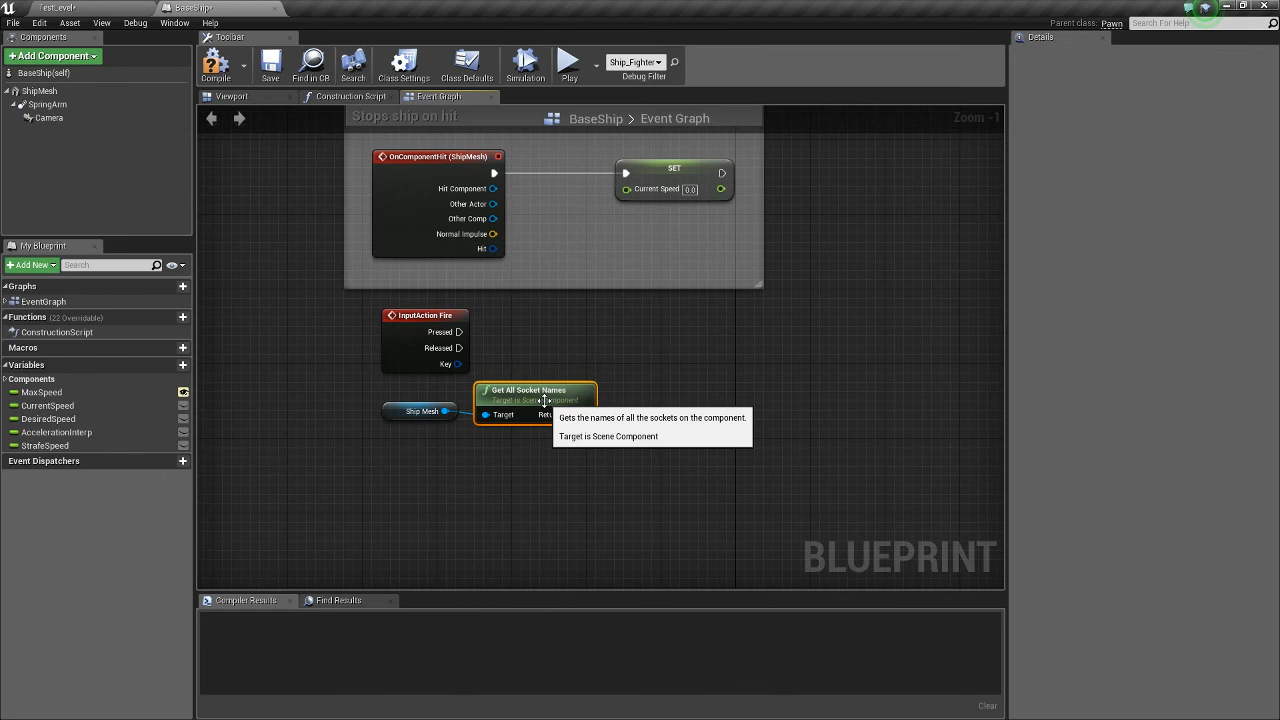 Test_Level*
BaseShip*
File Edit Asset View Debug Window Help
Parent class: Pawn
Search For Help
Components
Add Component
BaseShip(self)
ShipMesh
SpringArm
Camera
My Blueprint
Add New
Search
Graphs
EventGraph
Functions (22 Overridable)
ConstructionScript
Macros
Variables
Components
MaxSpeed
CurrentSpeed
DesiredSpeed
AccelerationInterp
StrafeSpeed
Event Dispatchers
Toolbar
Compile
Save
Find in CB
Search
Class Settings
Class Defaults
Simulation
Play
Ship_Fighter
Debug Filter
Viewport
Construction Script
Event Graph
Stops ship on hit
BaseShip > Event Graph
Zoom -1
OnComponentHit (ShipMesh)
Hit Component
Other Actor
Other Comp
Normal Impulse
Hit
SET
Current Speed 0.0
InputAction Fire
Pressed
Released
Key
Ship Mesh
Get All Socket Names
Target is Scene Component
Target
Gets the names of all the sockets on the component.
Target is Scene Component
BLUEPRINT
Compiler Results
Find Results
Clear
Details